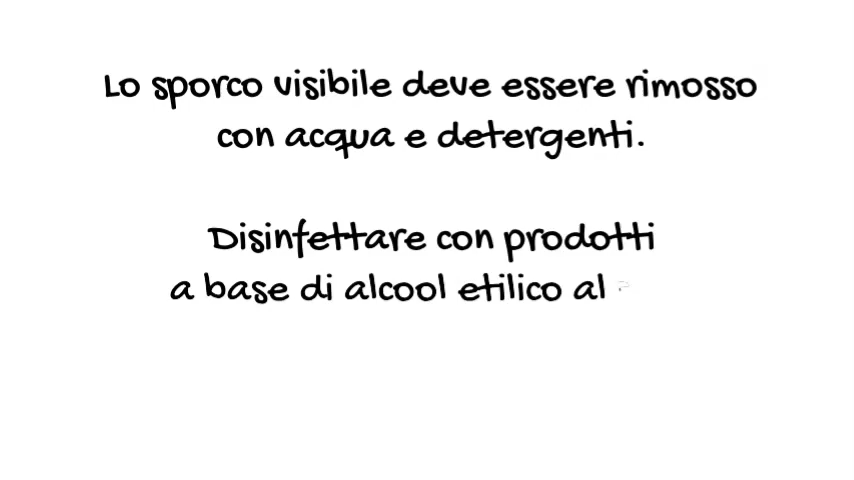 Lo sporco visibile deve essere rimosso
con acqua e detergenti.
Disinfettare con prodotti
a base di alcool etilico al